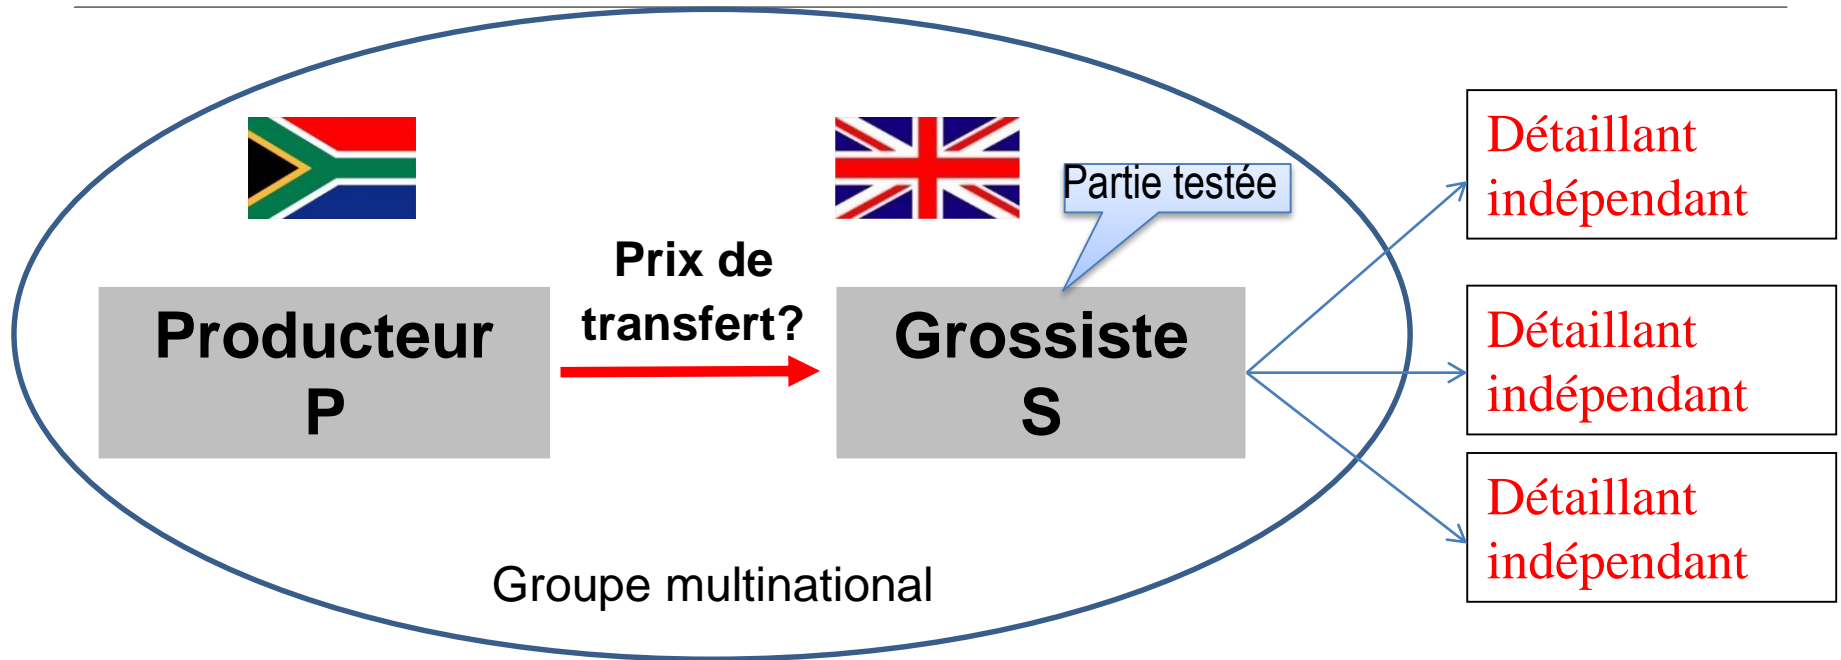 Partie testée
Prix de
transfert?
Producteur
P
Grossiste
S
Groupe multinational
Détaillant
indépendant
Détaillant
indépendant
Détaillant
indépendant